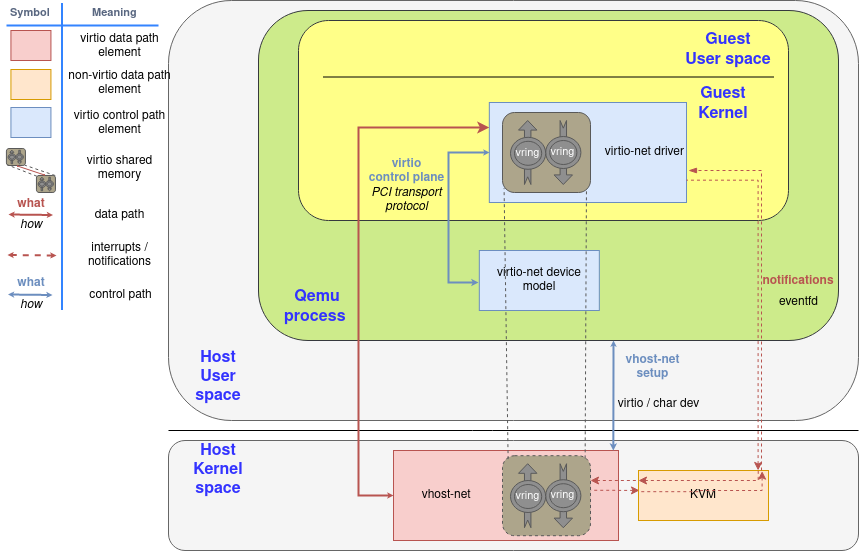 Symbol
Meaning
virtio data path
element
non-virtio data path
element
virtio control path
element
virtio shared
memory
what
how
data path
interrupts /
notifications
what
how
control path
Guest
User space
Guest
Kernel
vring
vring
virtio-net driver
virtio
control plane
PCI transport
protocol
virtio-net device
model
Qemu
process
notifications
eventfd
Host
User
space
vhost-net
setup
virtio / char dev
Host
Kernel
space
vhost-net
vring
vring
KVM